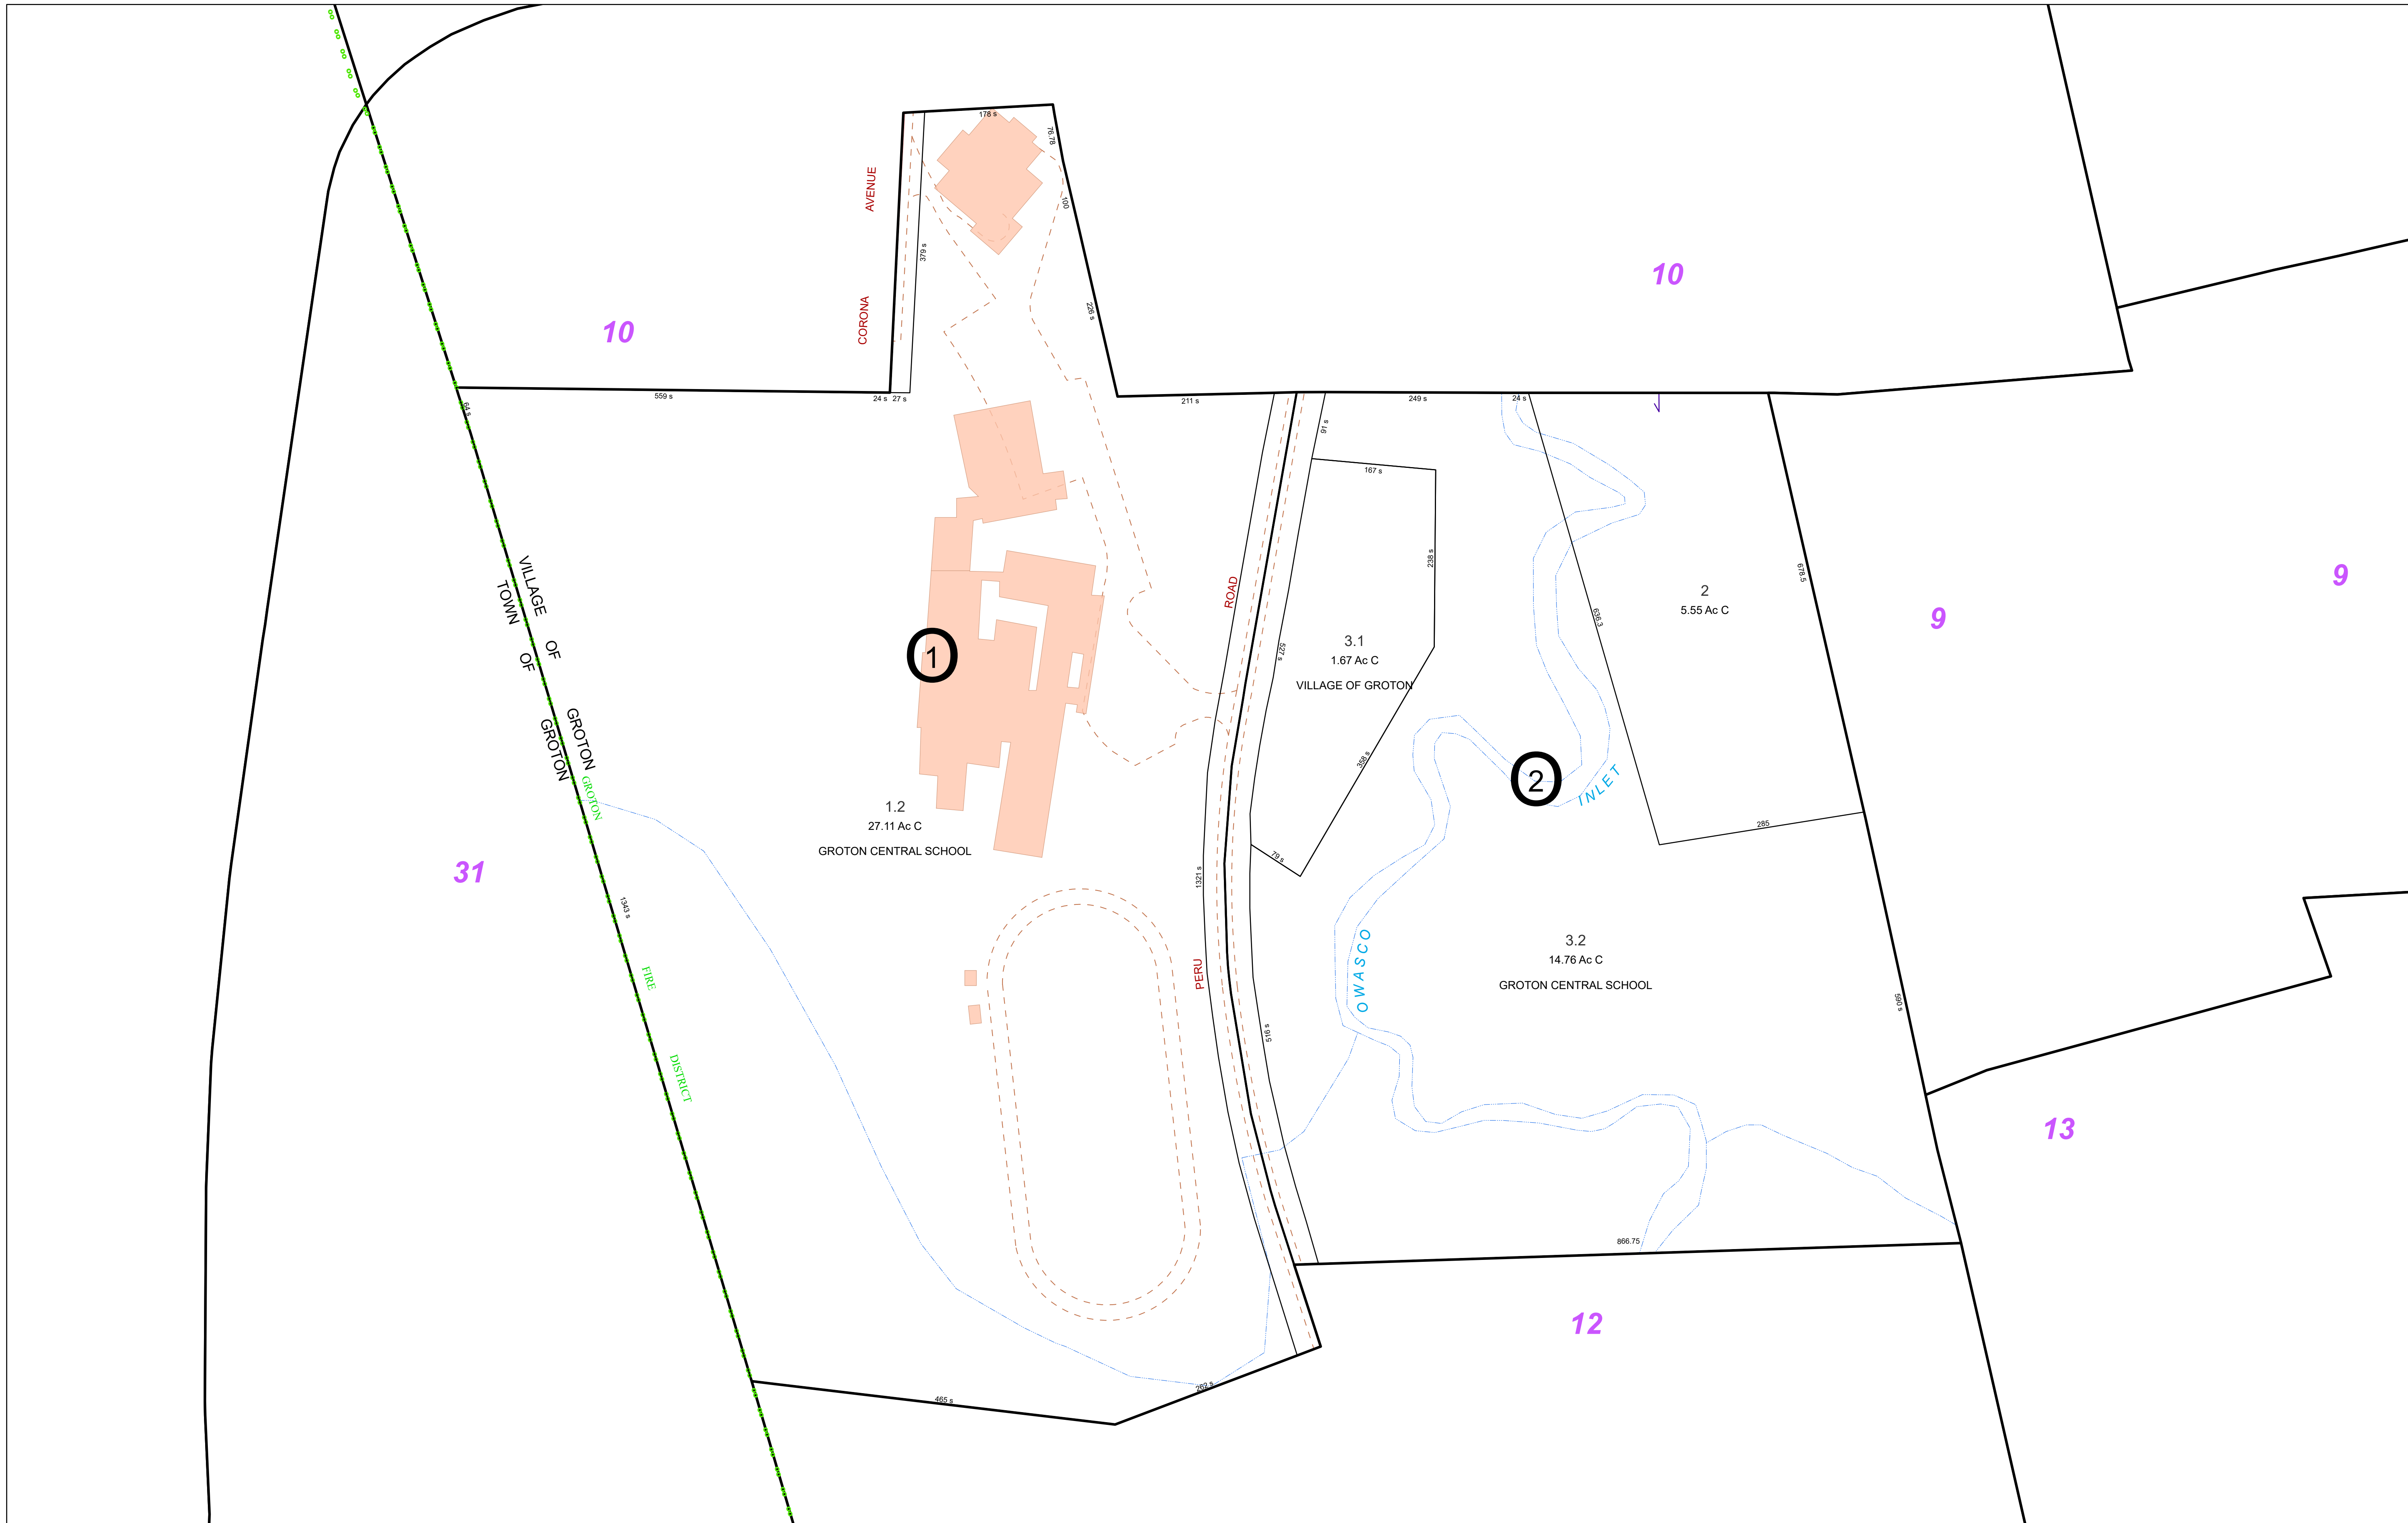 178 s
76.78
AVENUE
100
379 s
10
226 s
CORONA
10
559 s
24 s
27 s
64 s
211 s
249 s
24 s
91 s
167 s
238 s
678.5
9
VILLAGE OF GROTON
TOWN OF GROTON
ROAD
2
5.55 Ac C
636.3
9
1
3.1
1.67 Ac C
VILLAGE OF GROTON
527 s
358 s
2
INLET
285
1.2
27.11 Ac C
GROTON CENTRAL SCHOOL
79 s
31
1343 s
GROTON FIRE DISTRICT
1321 s
PERU
OWASCO
3.2
14.76 Ac C
GROTON CENTRAL SCHOOL
516 s
590 s
13
866.75
12
465 s
262 s